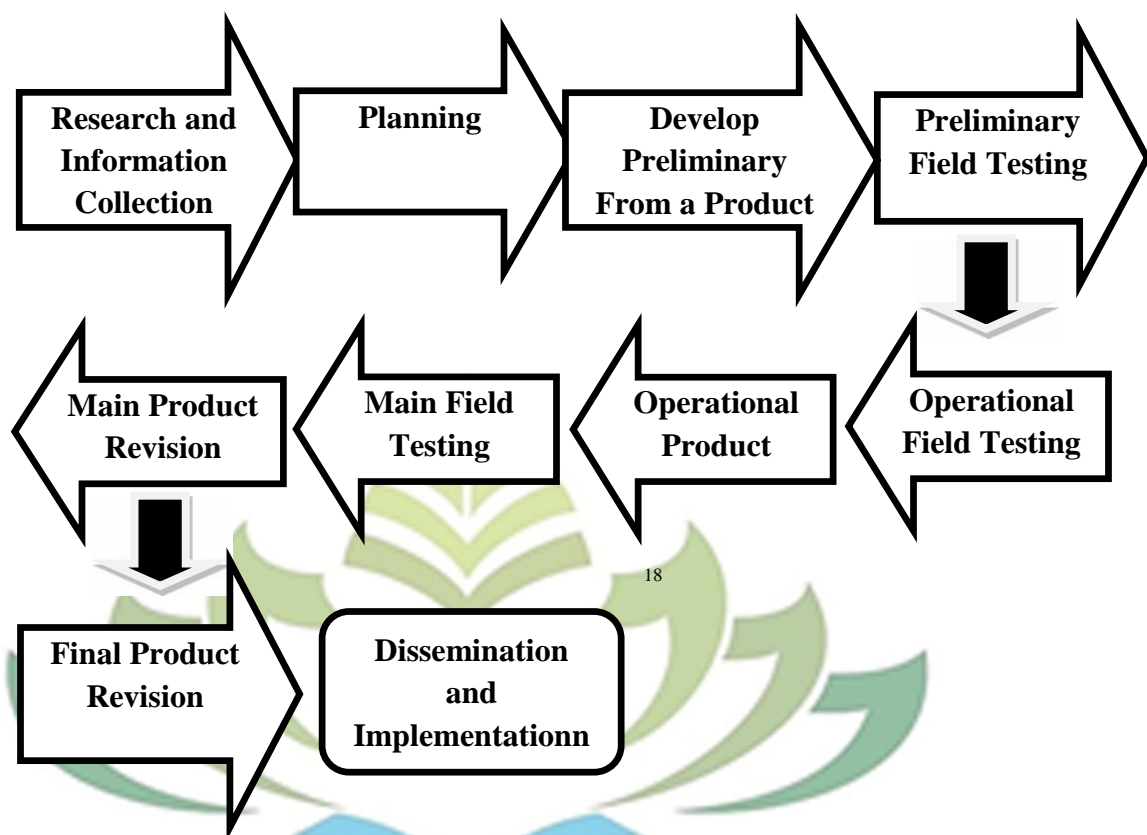 Research and
Information
Collection
Planning
Develop
Preliminary
From a Product
Preliminary
Field Testing
Operational
Field Testing
Operational
Product
Main Field
Testing
Main Product
Revision
18
Final Product
Revision
Dissemination
and
Implementationn